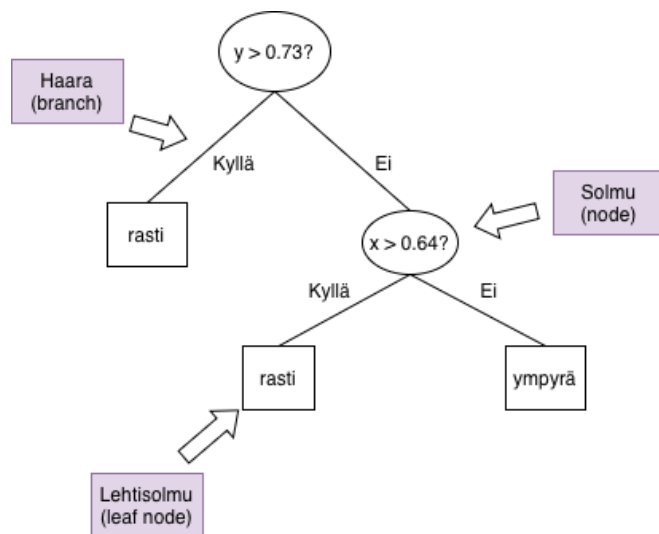 y > 0.73?
Haara
(branch)
Kyllä
Ei
Solmu
(node)
rasti
x > 0.64?
Kyllä
Ei
rasti
ympyrä
Lehtisolmu
(leaf node)